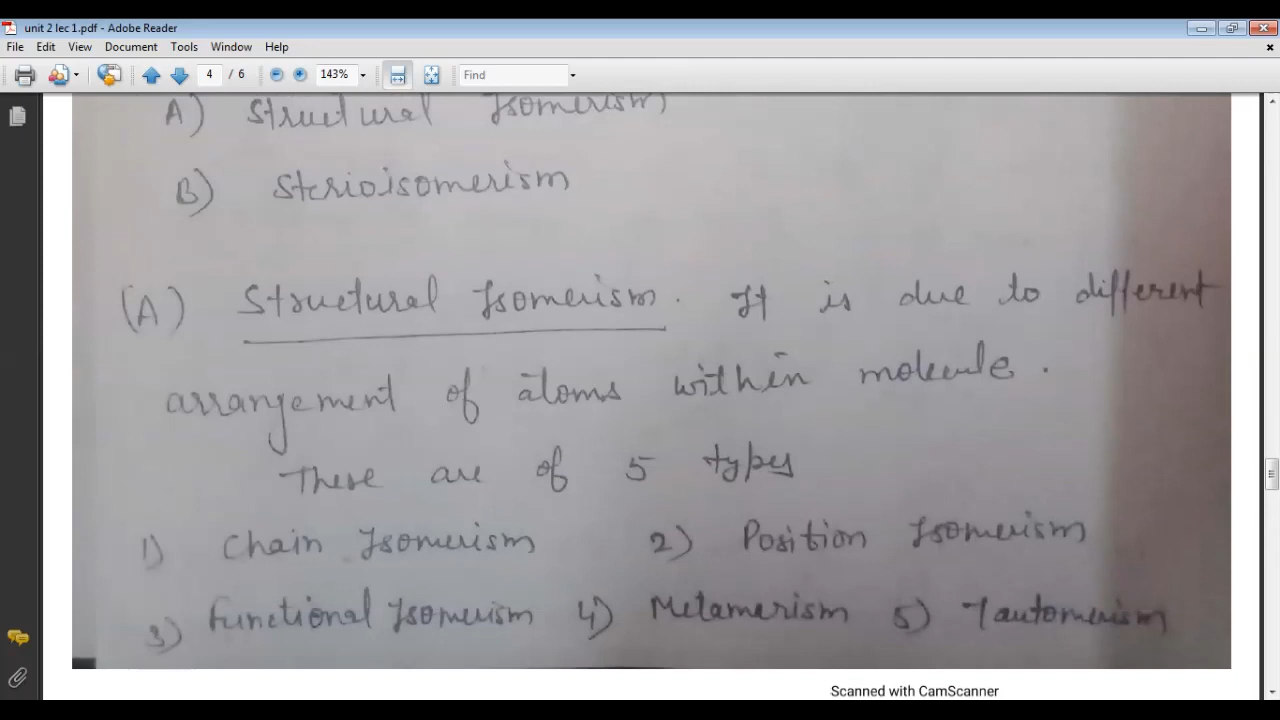 unit 2 lec 1.pdf - Adobe Reader
File Edit View Document Tools Window Help
4 / 6 143% Find
A) Structural Isomerism
B) Sterioisomerism
(A) Structural Isomerism. It is due to different
arrangement of atoms within molecule.
These are of 5 types
1) Chain Isomerism 2) Position Isomerism
3) Functional Isomerism 4) Metamerism 5) Tautomerism
Scanned with CamScanner